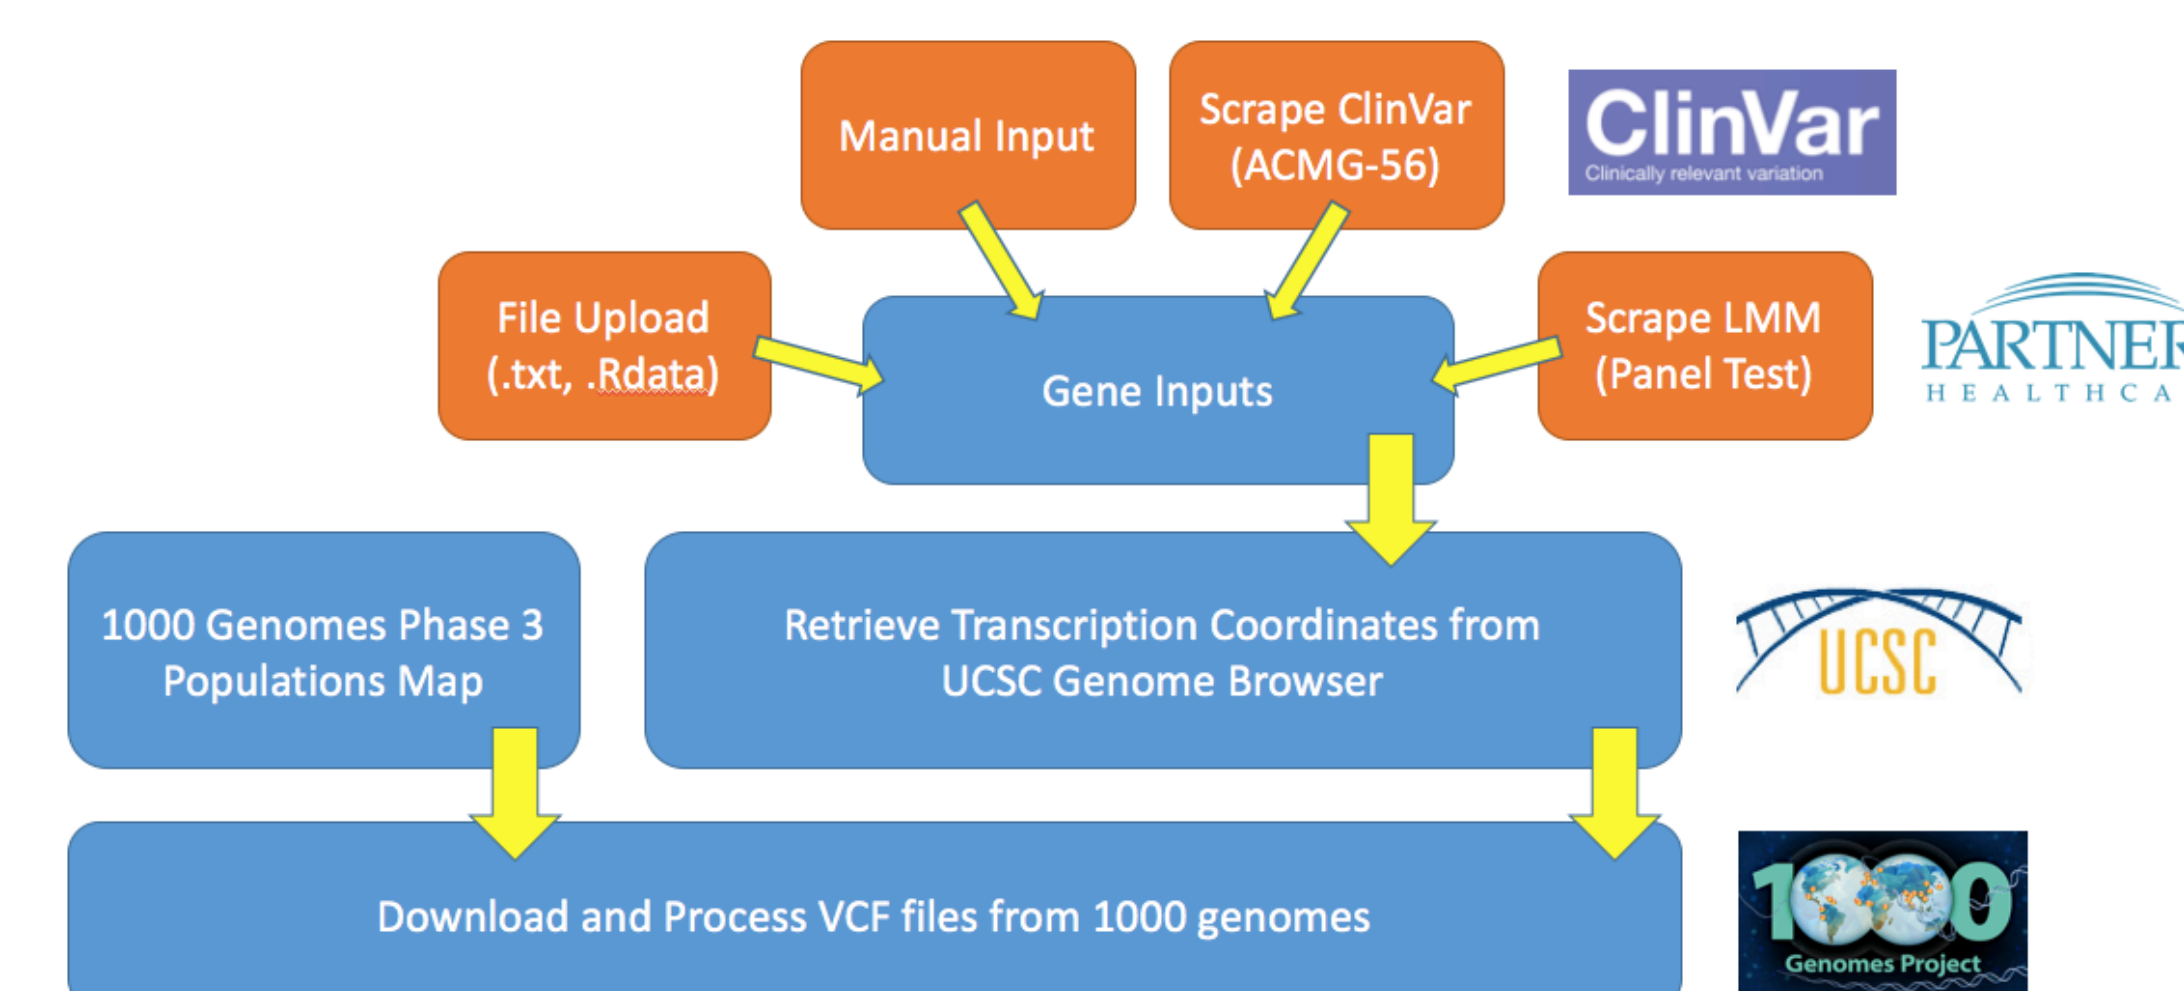 Manual Input
Scrape ClinVar
(ACMG-56)
ClinVar
Clinically relevant variation
File Upload
(.txt, .Rdata)
Gene Inputs
Scrape LMM
(Panel Test)
PARTNER
HEALTHCA
1000 Genomes Phase 3
Populations Map
Retrieve Transcription Coordinates from
UCSC Genome Browser
UCSC
Download and Process VCF files from 1000 genomes
1000
Genomes Project